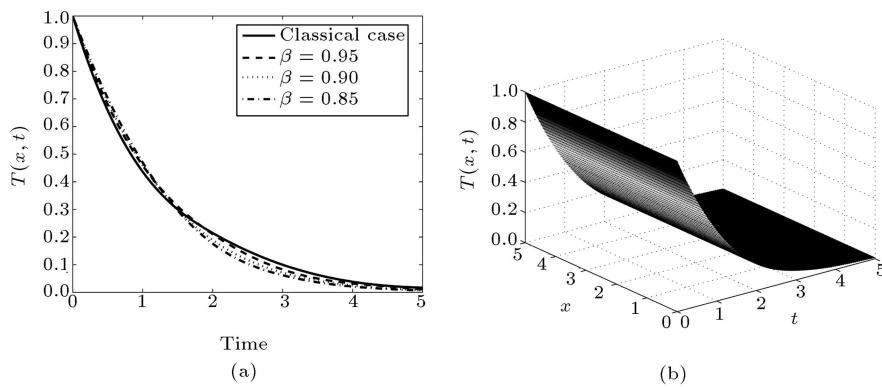 1.0
0.9
0.8
0.7
0.6
0.5
0.4
0.3
0.2
0.1
0.0
T(x, t)
0 1 2 3 4 5
Time
(a)
Classical case
β = 0.95
β = 0.90
β = 0.85
1.0
0.8
0.6
0.4
0.2
0.0
T(x, t)
5 4 3 2 1 0
x
0 1 2 3 4 5
t
(b)